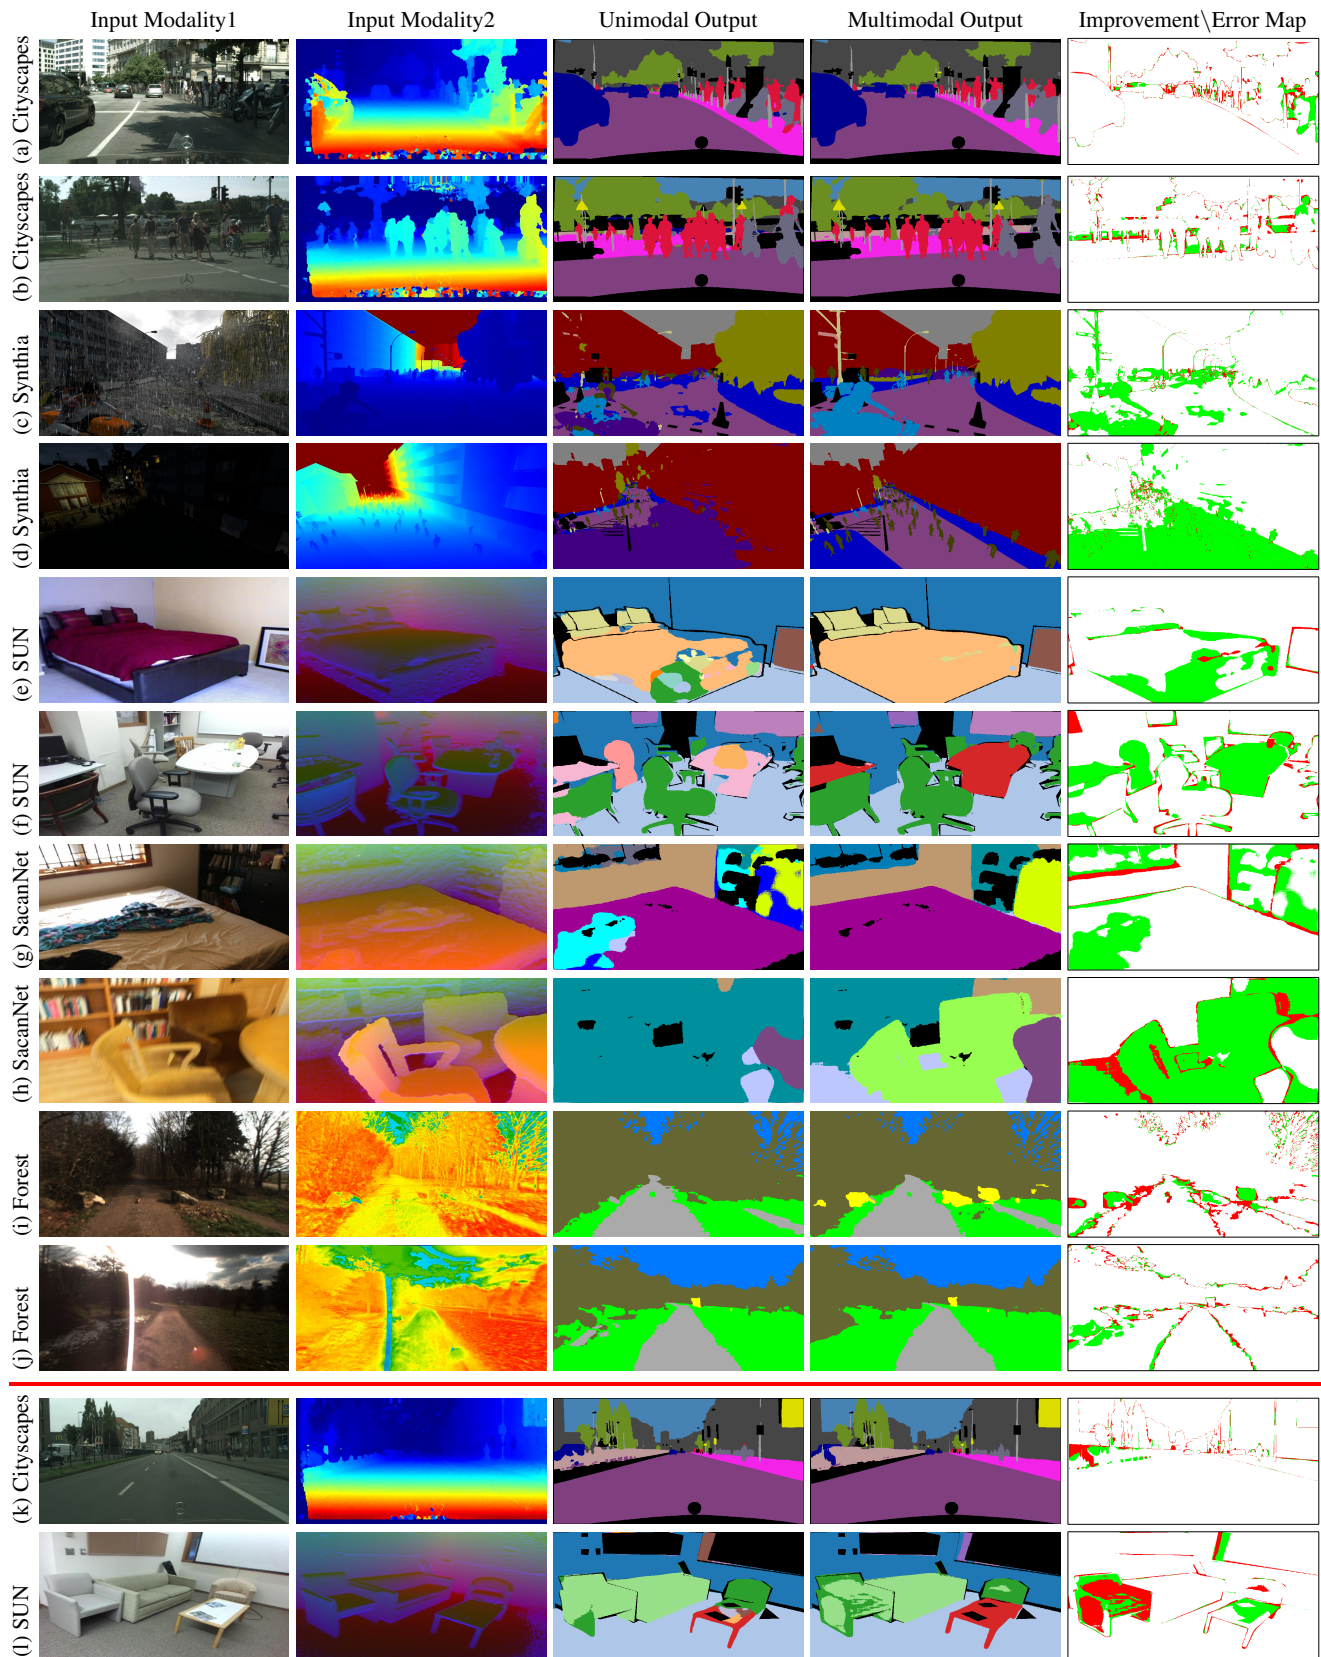 Input Modality1 Input Modality2 Unimodal Output Multimodal Output Improvement\Error Map
(a) Cityscapes
(b) Cityscapes
(c) Synthia
(d) Synthia
(e) SUN
(f) SUN
(g) SacanNet
(h) SacanNet
(i) Forest
(j) Forest
(k) Cityscapes
(l) SUN